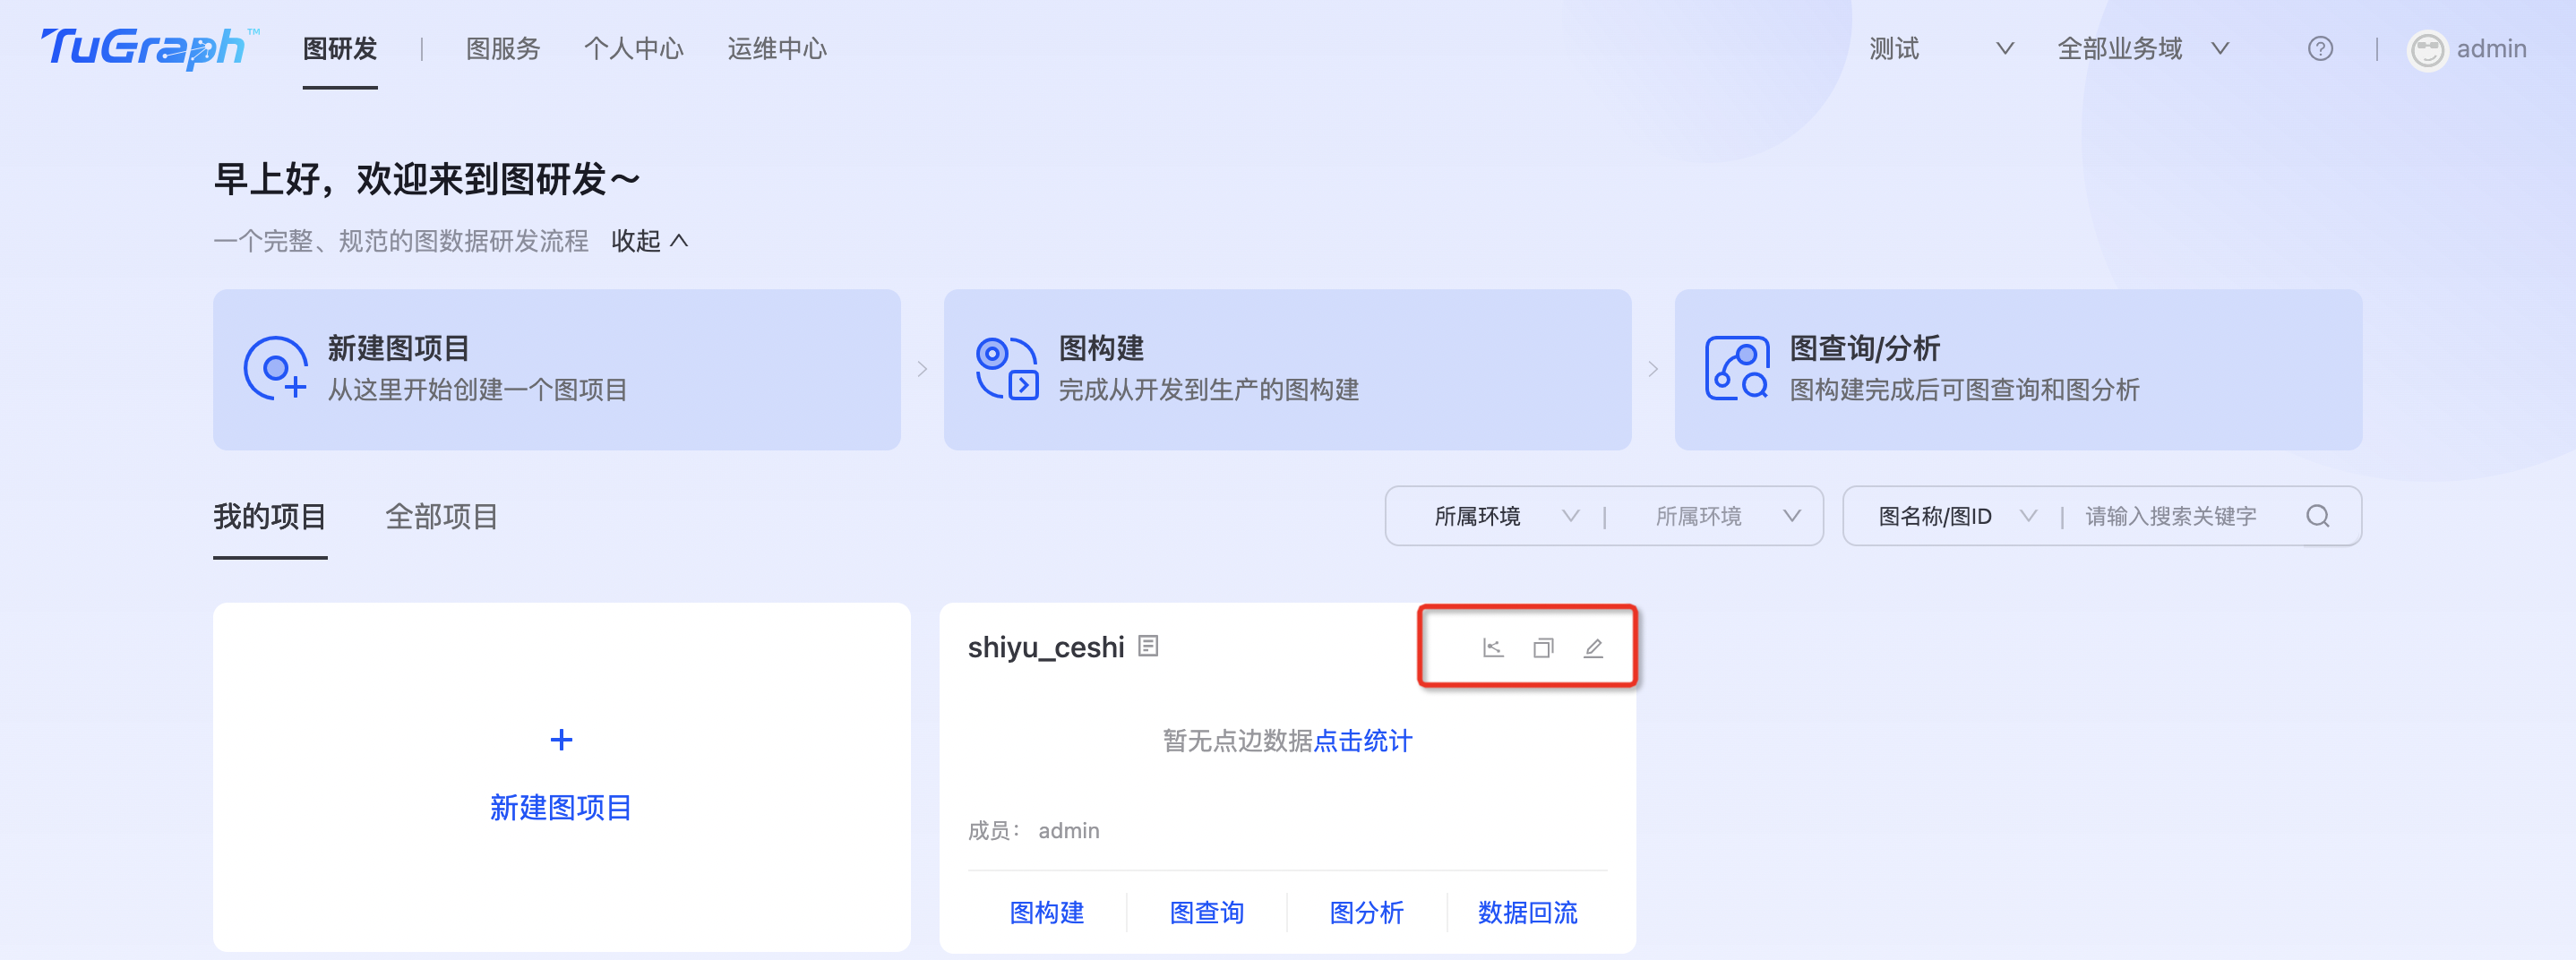 TuGraph™ 图研发 | 图服务 个人中心 运维中心 测试 全部业务域 | admin
早上好，欢迎来到图研发～
一个完整、规范的图数据研发流程 收起
新建图项目
从这里开始创建一个图项目
图构建
完成从开发到生产的图构建
图查询/分析
图构建完成后可图查询和图分析
我的项目 全部项目 所属环境 | 所属环境 图名称/图ID | 请输入搜索关键字
+
新建图项目
shiyu_ceshi
暂无点边数据点击统计
成员： admin
图构建 图查询 图分析 数据回流